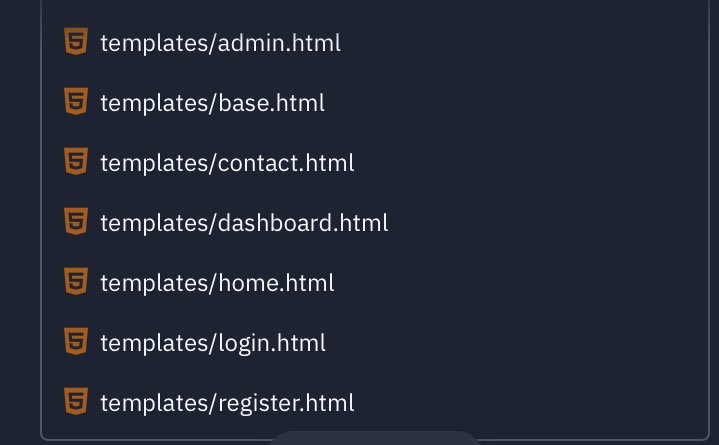 templates/admin.html
templates/base.html
templates/contact.html
templates/dashboard.html
templates/home.html
templates/login.html
templates/register.html